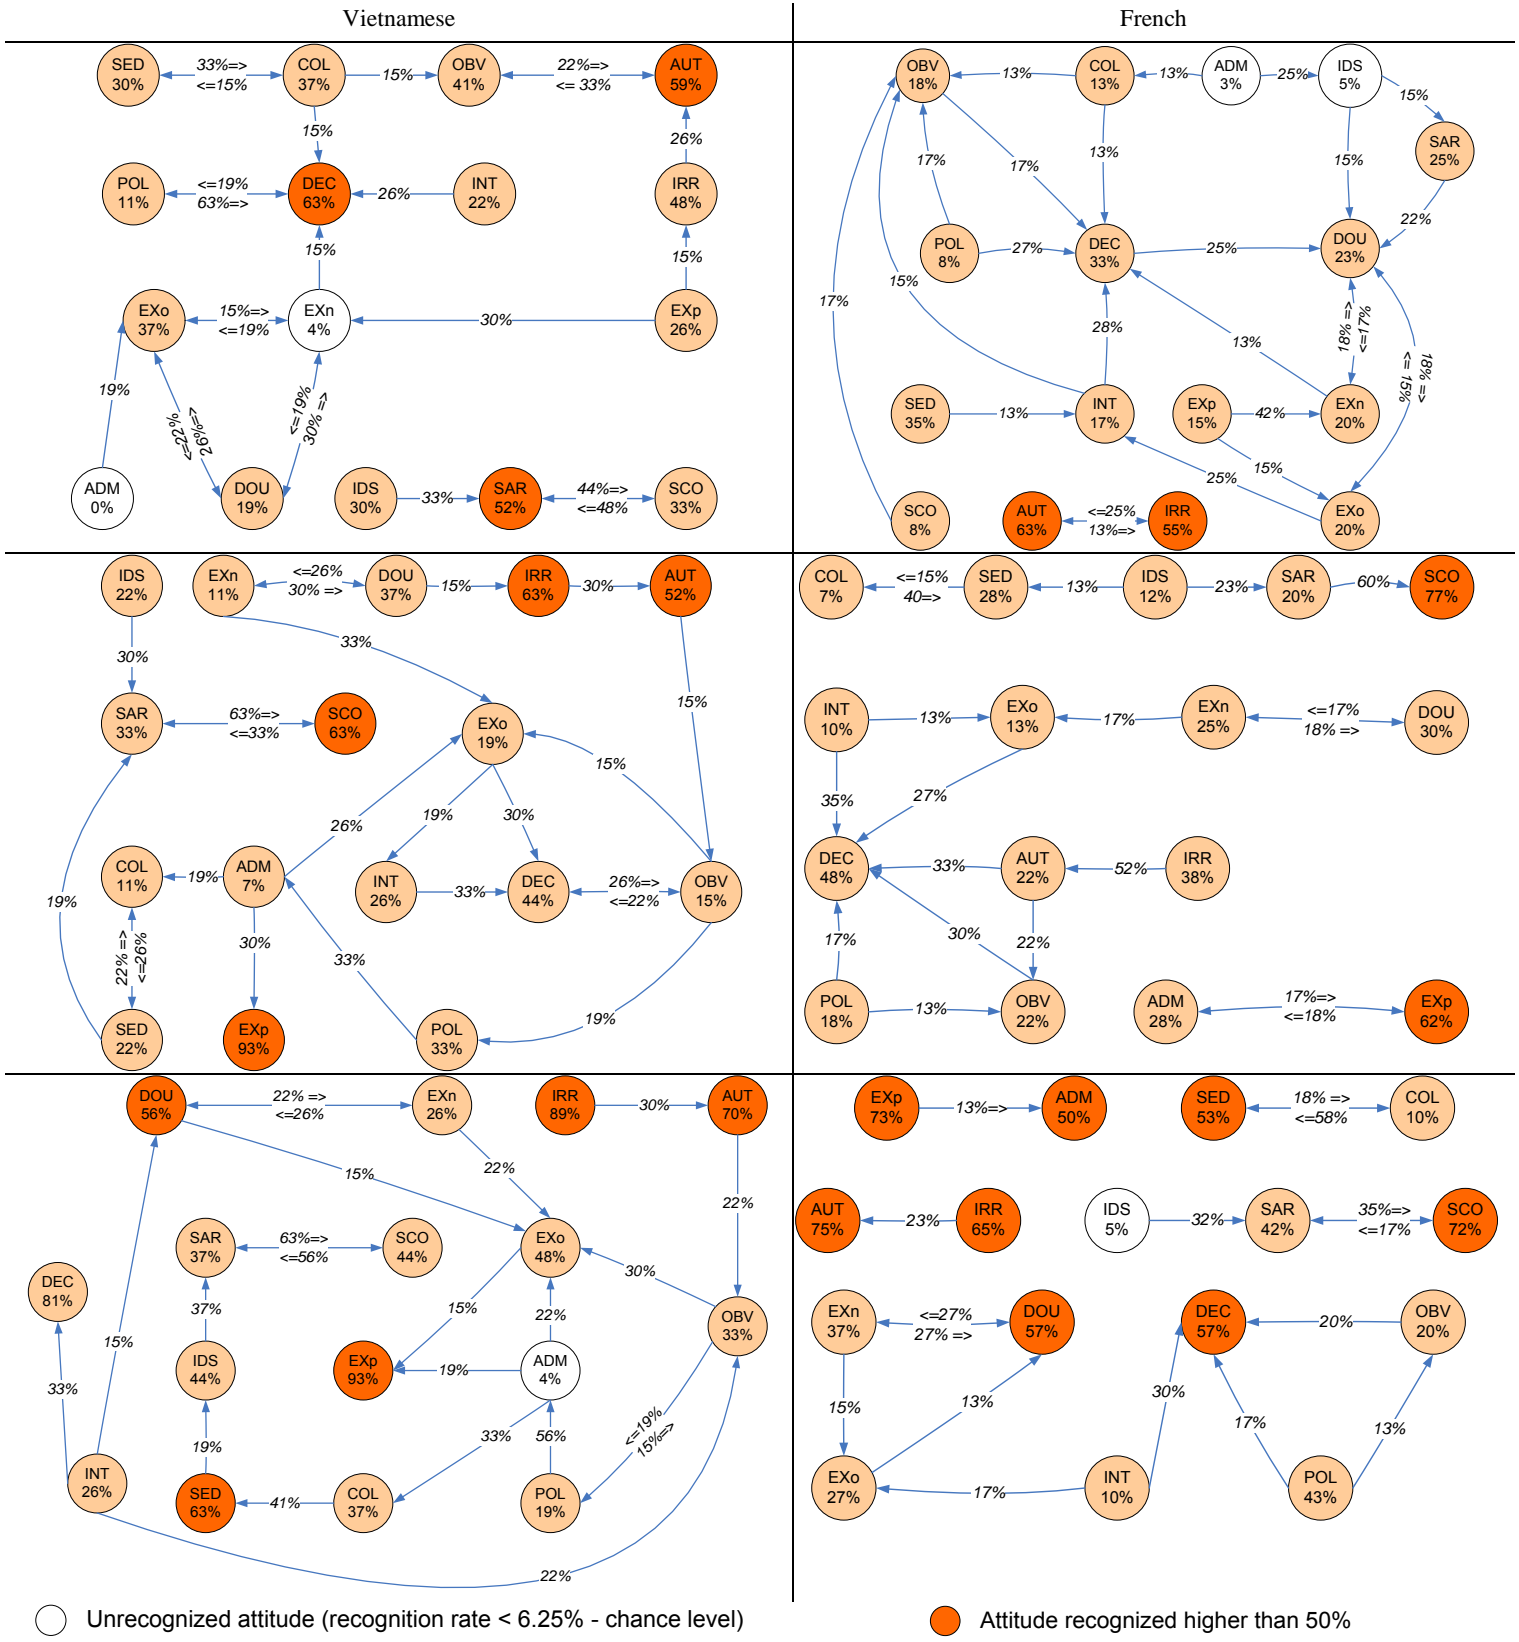 Vietnamese
French
SED
30%
33%=>
<=15%
COL
37%
15%
OBV
41%
22%=>
<= 33%
AUT
59%
15%
26%
POL
11%
<=19%
63%=>
DEC
63%
26%
INT
22%
IRR
48%
15%
15%
EXo
37%
15%=>
<=19%
EXn
4%
30%
EXp
26%
19%
<=22%
26%=>
<=19%
30% =>
ADM
0%
DOU
19%
IDS
30%
33%
SAR
52%
44%=>
<=48%
SCO
33%
OBV
18%
13%
COL
13%
13%
ADM
3%
25%
IDS
5%
15%
SAR
25%
17%
17%
13%
15%
22%
POL
8%
27%
DEC
33%
25%
DOU
23%
15%
17%
28%
13%
18% =>
<=17%
18% =>
<= 15%
SED
35%
13%
INT
17%
EXp
15%
42%
EXn
20%
15%
25%
SCO
8%
AUT
63%
<=25%
13%=>
IRR
55%
EXo
20%
IDS
22%
EXn
11%
<=26%
30% =>
DOU
37%
15%
IRR
63%
30%
AUT
52%
30%
33%
15%
SAR
33%
63%=>
<=33%
SCO
63%
EXo
19%
15%
26%
19%
30%
COL
11%
19%
ADM
7%
INT
26%
33%
DEC
44%
26%=>
<=22%
OBV
15%
19%
22% =>
<=26%
30%
33%
19%
SED
22%
EXp
93%
POL
33%
COL
7%
<=15%
40=>
SED
28%
13%
IDS
12%
23%
SAR
20%
60%
SCO
77%
INT
10%
13%
EXo
13%
17%
EXn
25%
<=17%
18% =>
DOU
30%
35%
27%
DEC
48%
33%
AUT
22%
52%
IRR
38%
17%
30%
22%
POL
18%
13%
OBV
22%
ADM
28%
17%=>
<=18%
EXp
62%
DOU
56%
22% =>
<=26%
EXn
26%
IRR
89%
30%
AUT
70%
15%
22%
22%
SAR
37%
63%=>
<=56%
SCO
44%
EXo
48%
30%
DEC
81%
37%
15%
22%
OBV
33%
15%
IDS
44%
EXp
93%
19%
ADM
4%
33%
19%
33%
56%
<=19%
15%=>
INT
26%
SED
63%
41%
COL
37%
POL
19%
22%
EXp
73%
13%=>
ADM
50%
SED
53%
18% =>
<=58%
COL
10%
AUT
75%
23%
IRR
65%
IDS
5%
32%
SAR
42%
35%=>
<=17%
SCO
72%
EXn
37%
<=27%
27% =>
DOU
57%
DEC
57%
20%
OBV
20%
15%
13%
30%
17%
13%
EXo
27%
17%
INT
10%
POL
43%
Unrecognized attitude (recognition rate < 6.25% - chance level)
Attitude recognized higher than 50%